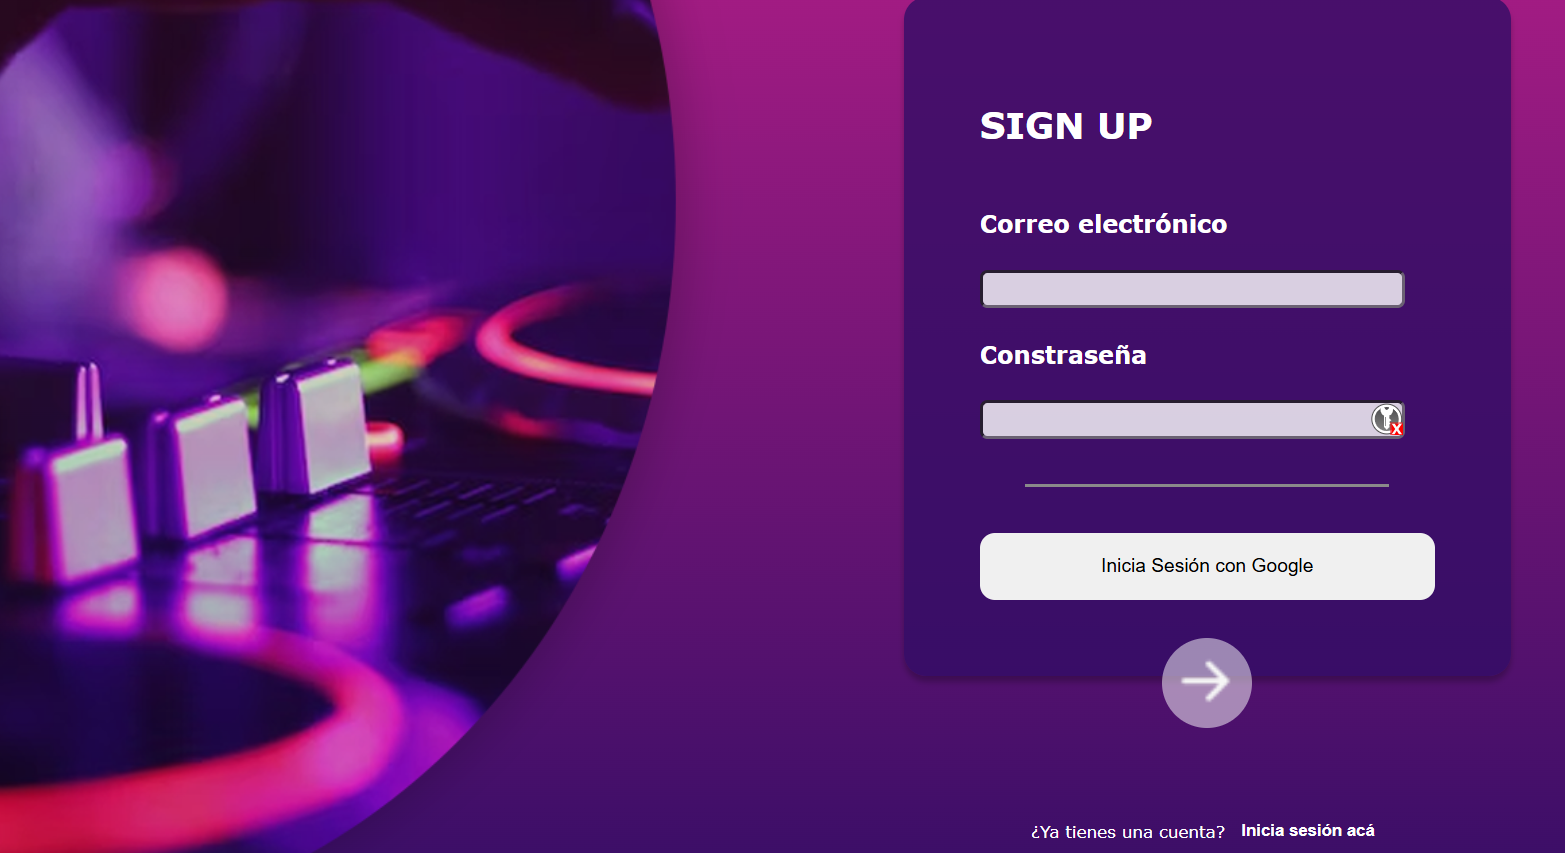 SIGN UP
Correo electrónico
Constraseña
Inicia Sesión con Google
¿Ya tienes una cuenta? Inicia sesión acá